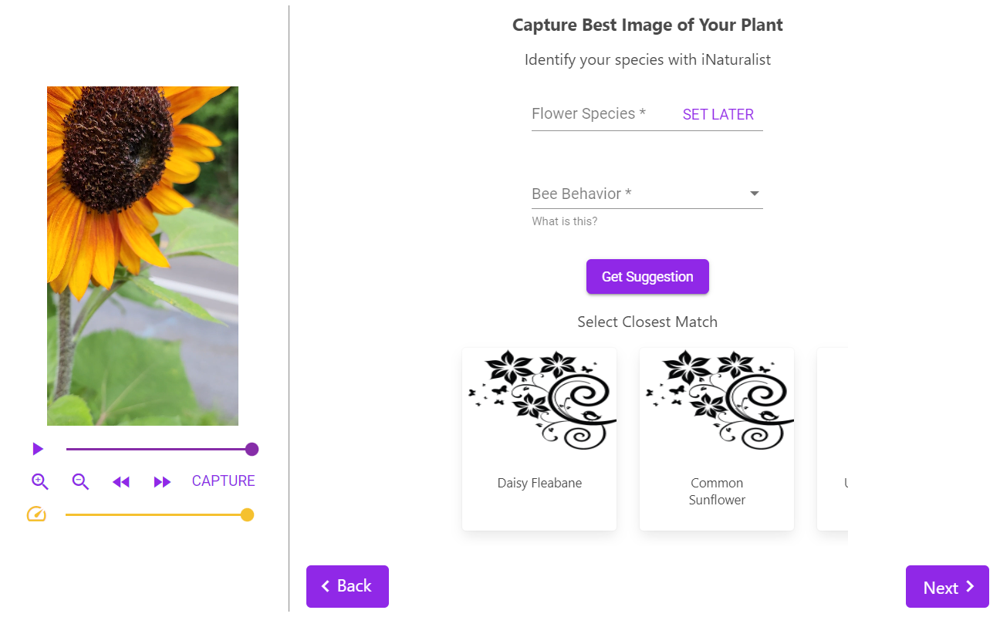 Capture Best Image of Your Plant
Identify your species with iNaturalist
Flower Species *
SET LATER
Bee Behavior *
What is this?
Get Suggestion
Select Closest Match
Daisy Fleabane
Common
Sunflower
CAPTURE
Back
Next